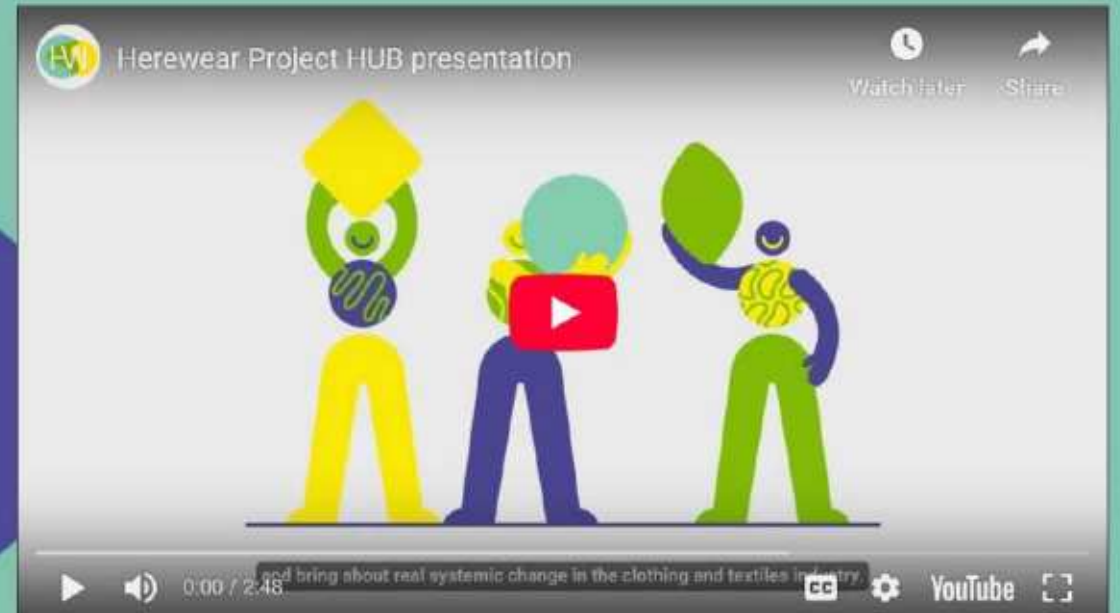 HW
Herewear Project HUB presentation
Watch later
Share
and bring about real systemic change in the clothing and textiles industry.
0:00 / 2:48
CC
YouTube